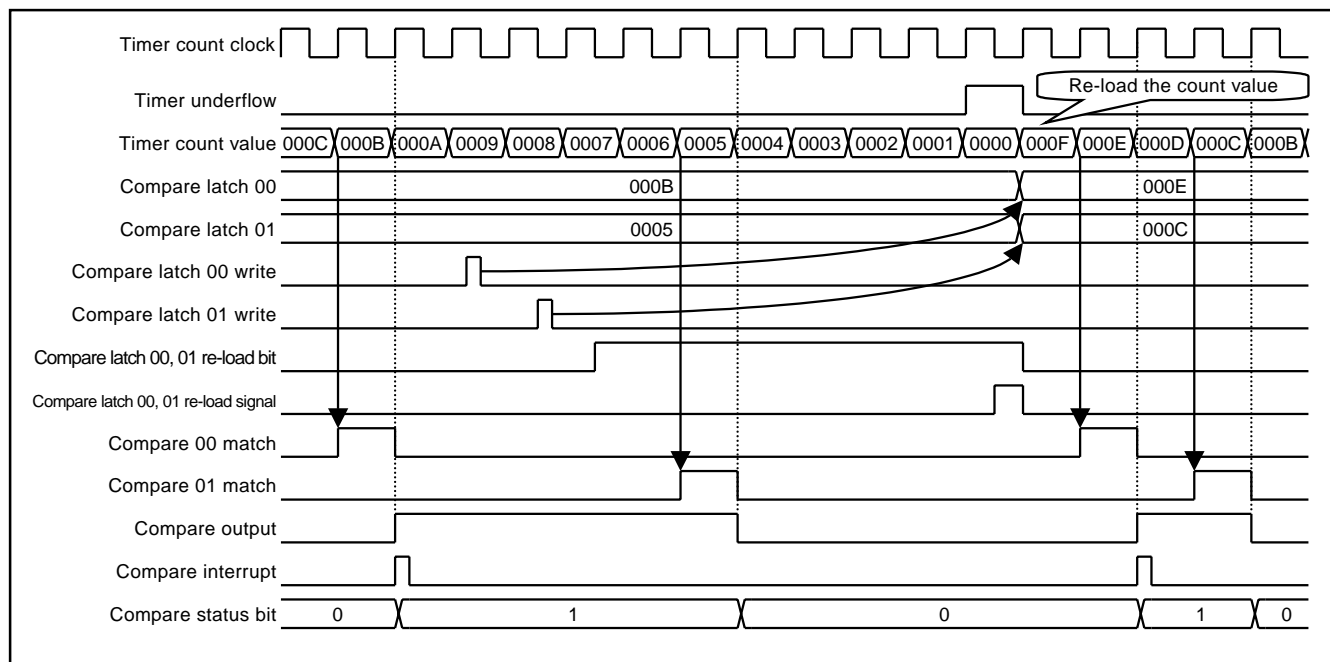 Timer count clock
Timer underflow
Re-load the count value
Timer count value 000C 000B 000A 0009 0008 0007 0006 0005 0004 0003 0002 0001 0000 000F 000E 000D 000C 000B
Compare latch 00 000B 000E
Compare latch 01 0005 000C
Compare latch 00 write
Compare latch 01 write
Compare latch 00, 01 re-load bit
Compare latch 00, 01 re-load signal
Compare 00 match
Compare 01 match
Compare output
Compare interrupt
Compare status bit 0 1 0 1 0